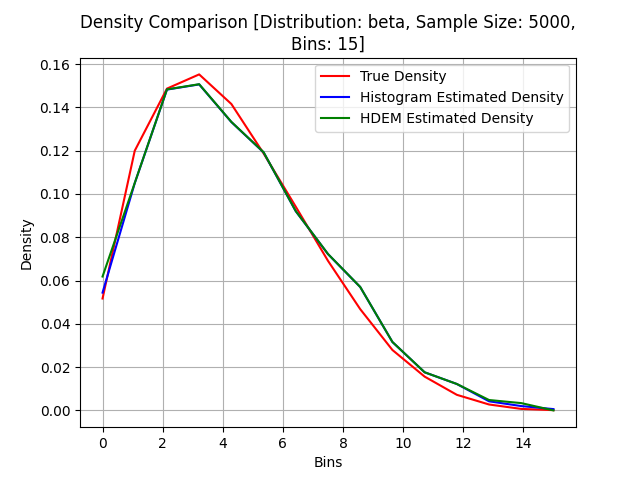 Density Comparison [Distribution: beta, Sample Size: 5000,
Bins: 15]
True Density
Histogram Estimated Density
HDEM Estimated Density
Density
0.16
0.14
0.12
0.10
0.08
0.06
0.04
0.02
0.00
0 2 4 6 8 10 12 14
Bins